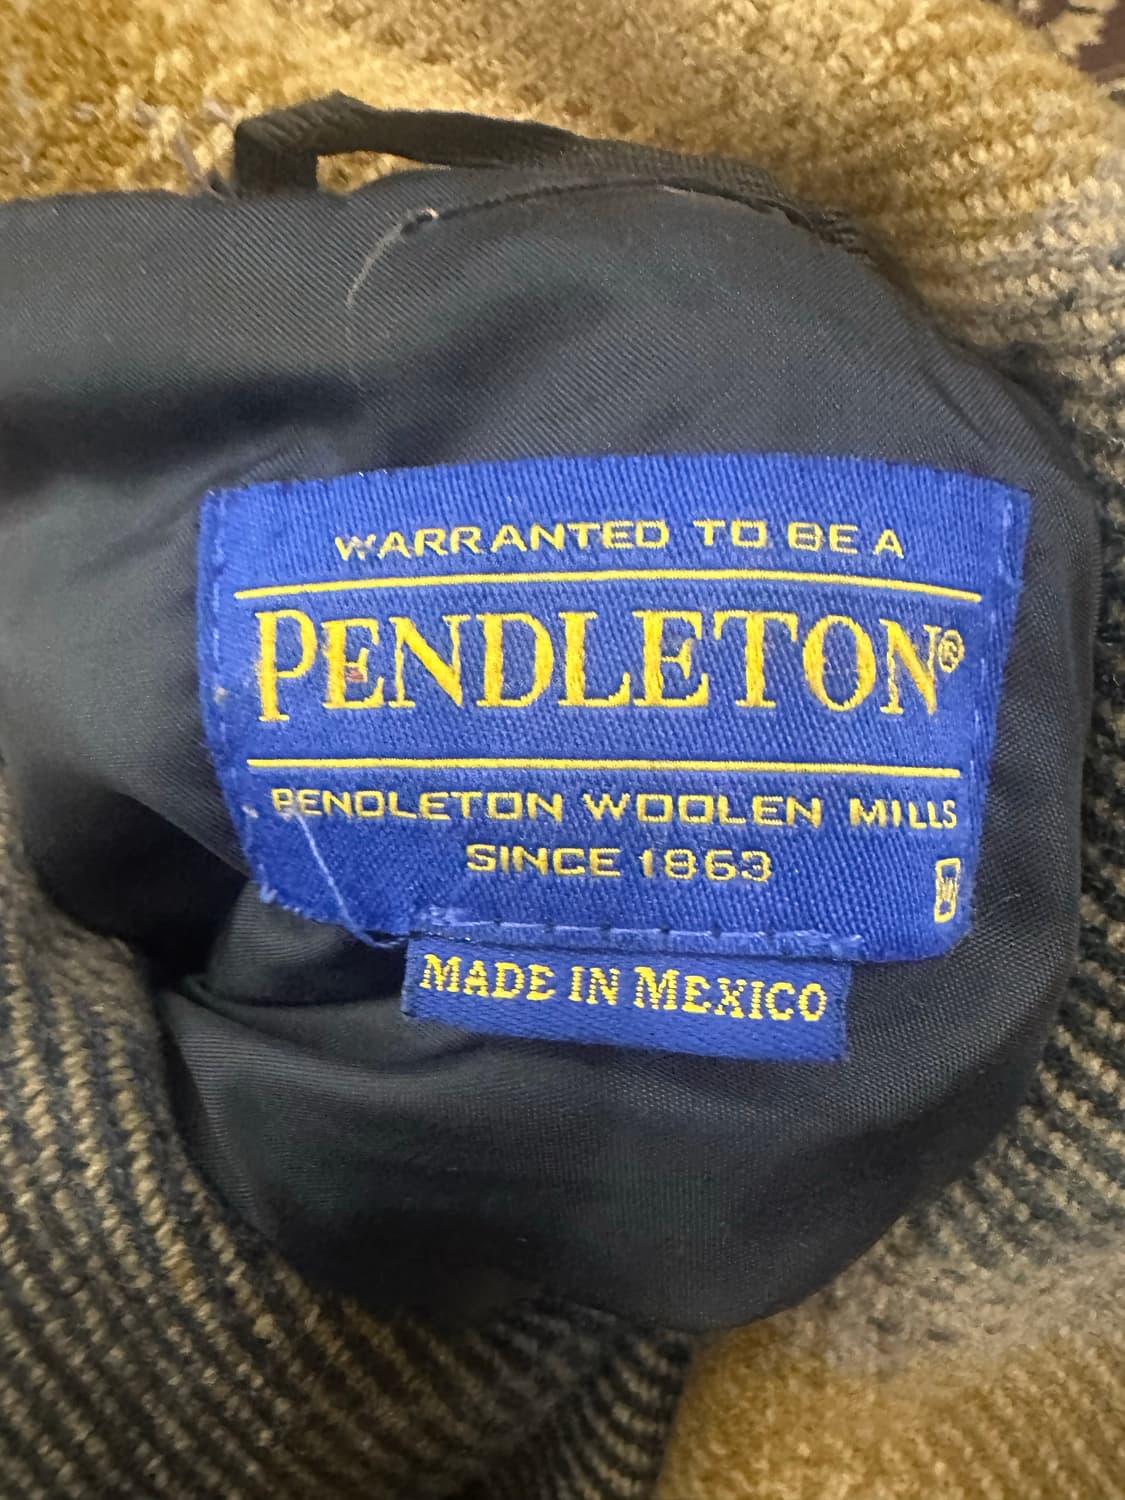 WARRANTED TO BE A
PENDLETON®
PENDLETON WOOLEN MILLS
SINCE 1863
M
MADE IN MEXICO